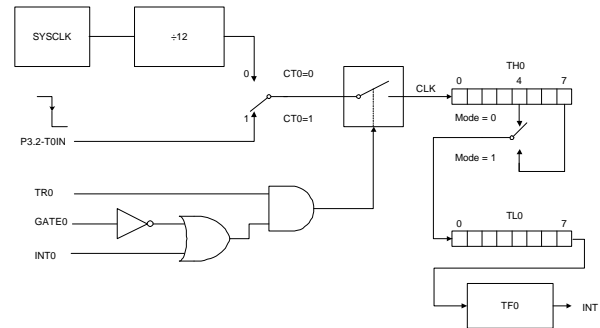 SYSCLK
÷12
0
CT0=0
1
CT0=1
P3.2-T0IN
CLK
TH0
0 4 7
Mode = 0
Mode = 1
TR0
GATE0
INT0
TL0
0 7
TF0
INT